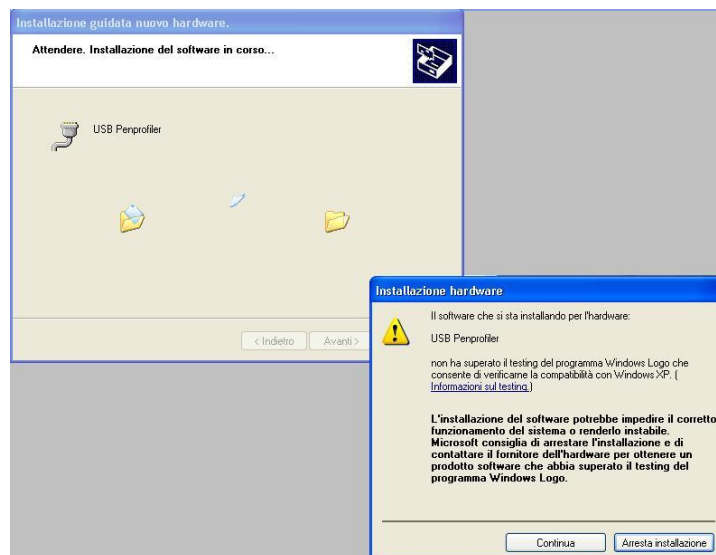 Installazione guidata nuovo hardware.
Attendere. Installazione del software in corso...
USB Penprofiler
< Indietro
Avanti >
Installazione hardware
Il software che si sta installando per l'hardware:
USB Penprofiler
non ha superato il testing del programma Windows Logo che
consente di verificarne la compatibilità con Windows XP. (
Informazioni sul testing.)
L'installazione del software potrebbe impedire il corretto
funzionamento del sistema o renderlo instabile.
Microsoft consiglia di arrestare l'installazione e di
contattare il fornitore dell'hardware per ottenere un
prodotto software che abbia superato il testing del
programma Windows Logo.
Continua
Arresta installazione